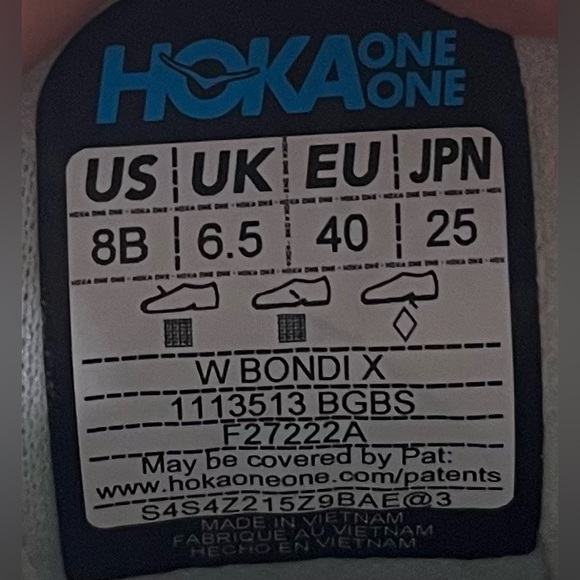 HOKA ONE ONE
US UK EU JPN
8B 6.5 40 25
W BONDI X
1113513 BGBS
F27222A
May be covered by Pat:
www.hokaoneone.com/patents
S4S4Z215Z9BAE@3
MADE IN VIETNAM
FABRIQUE AU VIETNAM
HECHO EN VIETNAM